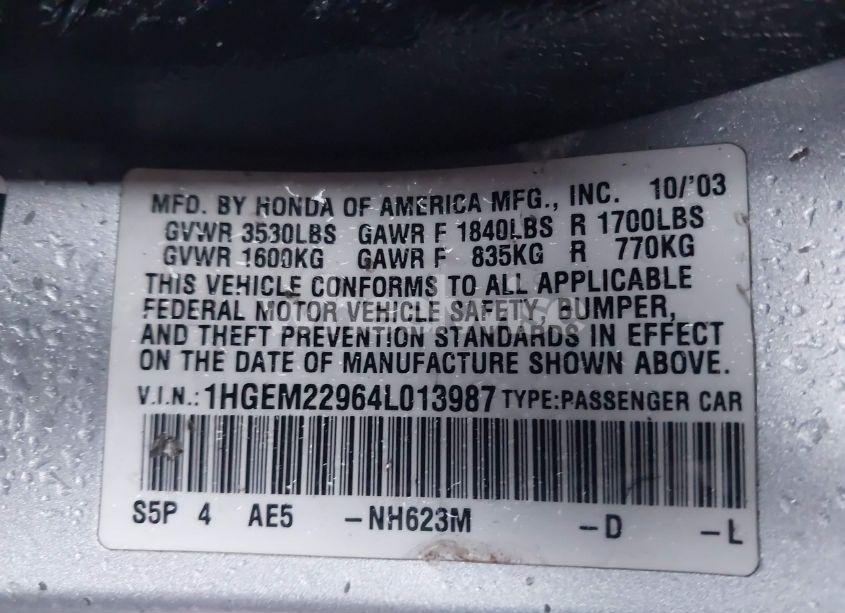 MFD. BY HONDA OF AMERICA MFG., INC. 10/'03
GVWR 3530LBS GAWR F 1840LBS R 1700LBS
GVWR 1600KG GAWR F 835KG R 770KG
THIS VEHICLE CONFORMS TO ALL APPLICABLE
FEDERAL MOTOR VEHICLE SAFETY, BUMPER,
AND THEFT PREVENTION STANDARDS IN EFFECT
ON THE DATE OF MANUFACTURE SHOWN ABOVE.
V.I.N.: 1HGEM22964L013987 TYPE:PASSENGER CAR
S5P 4 AE5 -NH623M -D -L